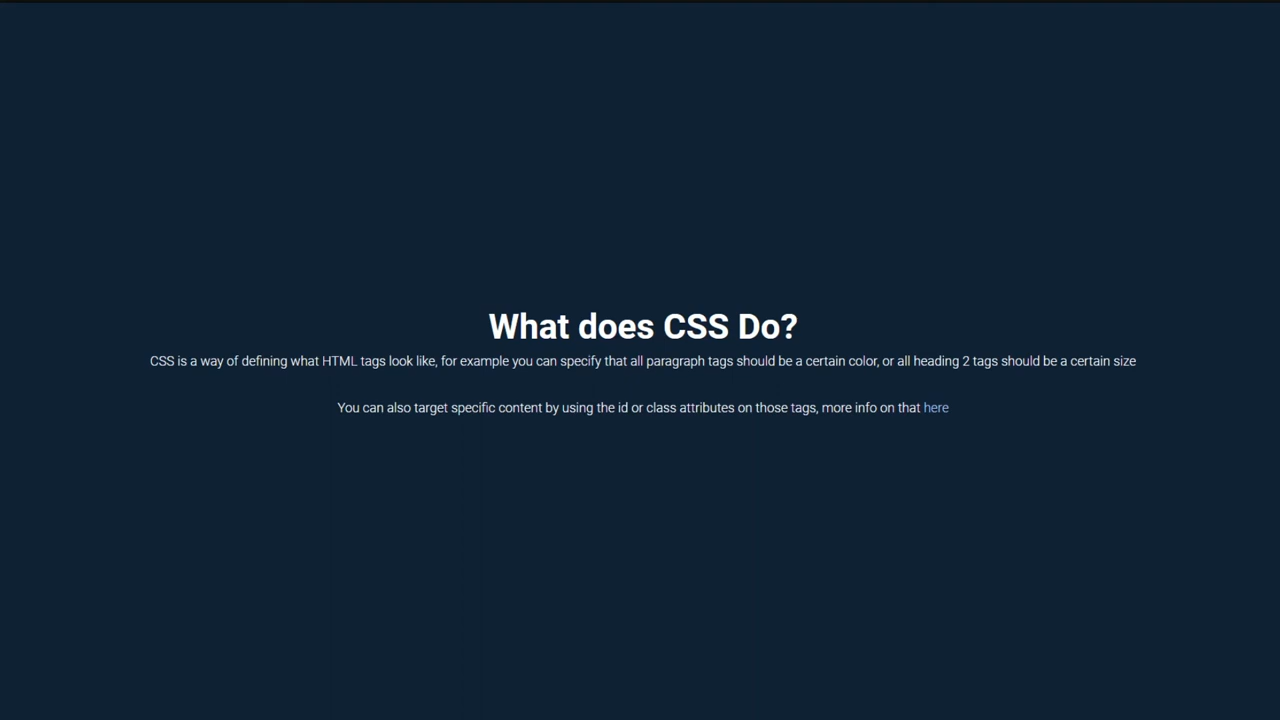 What does CSS Do?
CSS is a way of defining what HTML tags look like, for example you can specify that all paragraph tags should be a certain color, or all heading 2 tags should be a certain size
You can also target specific content by using the id or class attributes on those tags, more info on that here